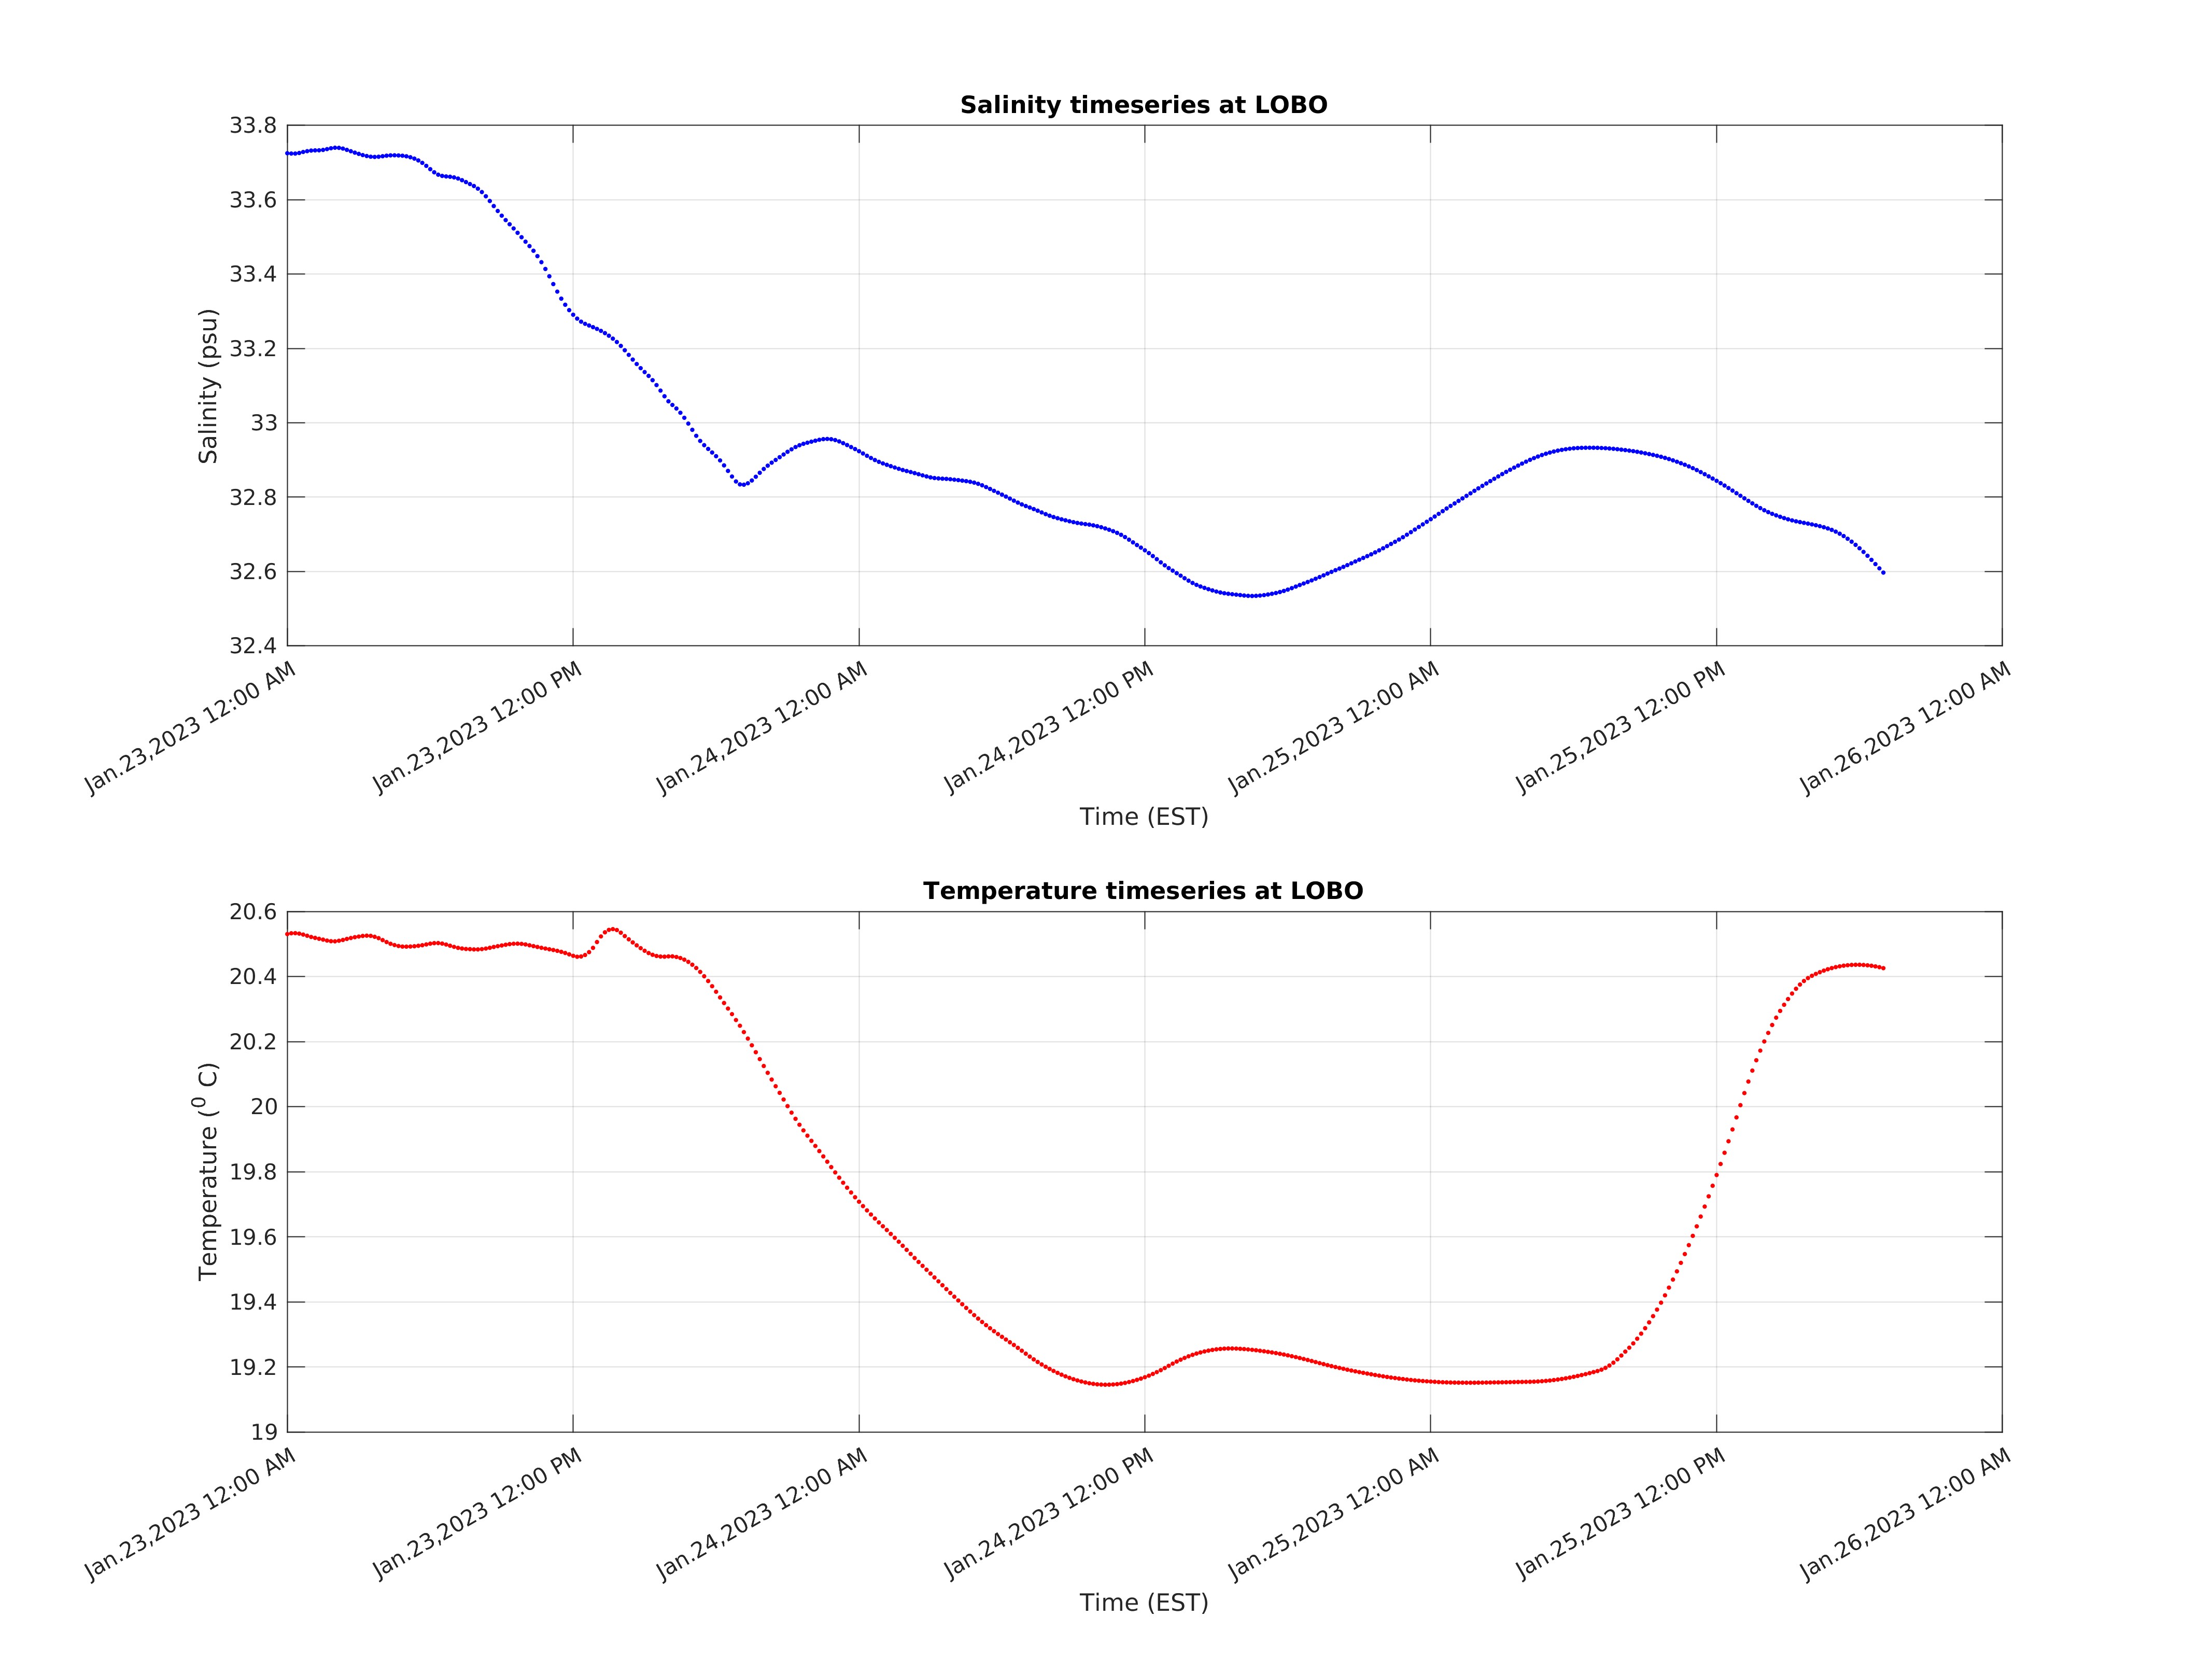 Salinity timeseries at LOBO
33.8
33.6
33.4
33.2
33
32.8
32.6
32.4
Salinity (psu)
Jan.23,2023 12:00 AM
Jan.23,2023 12:00 PM
Jan.24,2023 12:00 AM
Jan.24,2023 12:00 PM
Jan.25,2023 12:00 AM
Jan.25,2023 12:00 PM
Jan.26,2023 12:00 AM
Time (EST)
Temperature timeseries at LOBO
20.6
20.4
20.2
20
19.8
19.6
19.4
19.2
19
Temperature (⁰ C)
Jan.23,2023 12:00 AM
Jan.23,2023 12:00 PM
Jan.24,2023 12:00 AM
Jan.24,2023 12:00 PM
Jan.25,2023 12:00 AM
Jan.25,2023 12:00 PM
Jan.26,2023 12:00 AM
Time (EST)